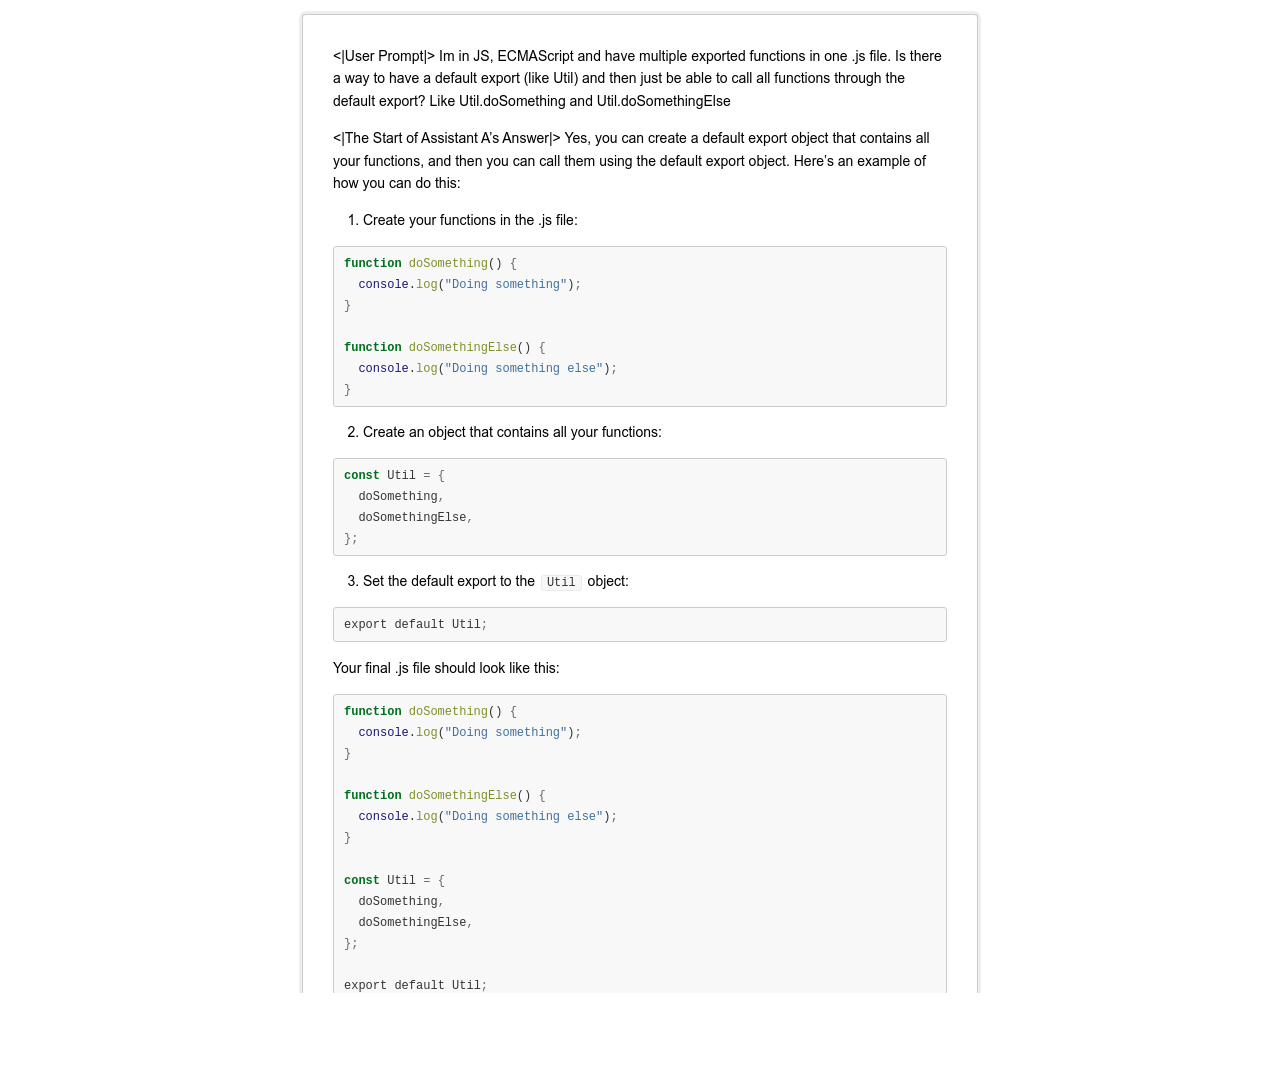 <|User Prompt|> Im in JS, ECMAScript and have multiple exported functions in one .js file. Is there
a way to have a default export (like Util) and then just be able to call all functions through the
default export? Like Util.doSomething and Util.doSomethingElse
<|The Start of Assistant A’s Answer|> Yes, you can create a default export object that contains all
your functions, and then you can call them using the default export object. Here’s an example of
how you can do this:
1. Create your functions in the .js file:
function doSomething() {
  console.log("Doing something");
}
function doSomethingElse() {
  console.log("Doing something else");
}
2. Create an object that contains all your functions:
const Util = {
  doSomething,
  doSomethingElse,
};
3. Set the default export to the Util object:
export default Util;
Your final .js file should look like this:
function doSomething() {
  console.log("Doing something");
}
function doSomethingElse() {
  console.log("Doing something else");
}
const Util = {
  doSomething,
  doSomethingElse,
};
export default Util;